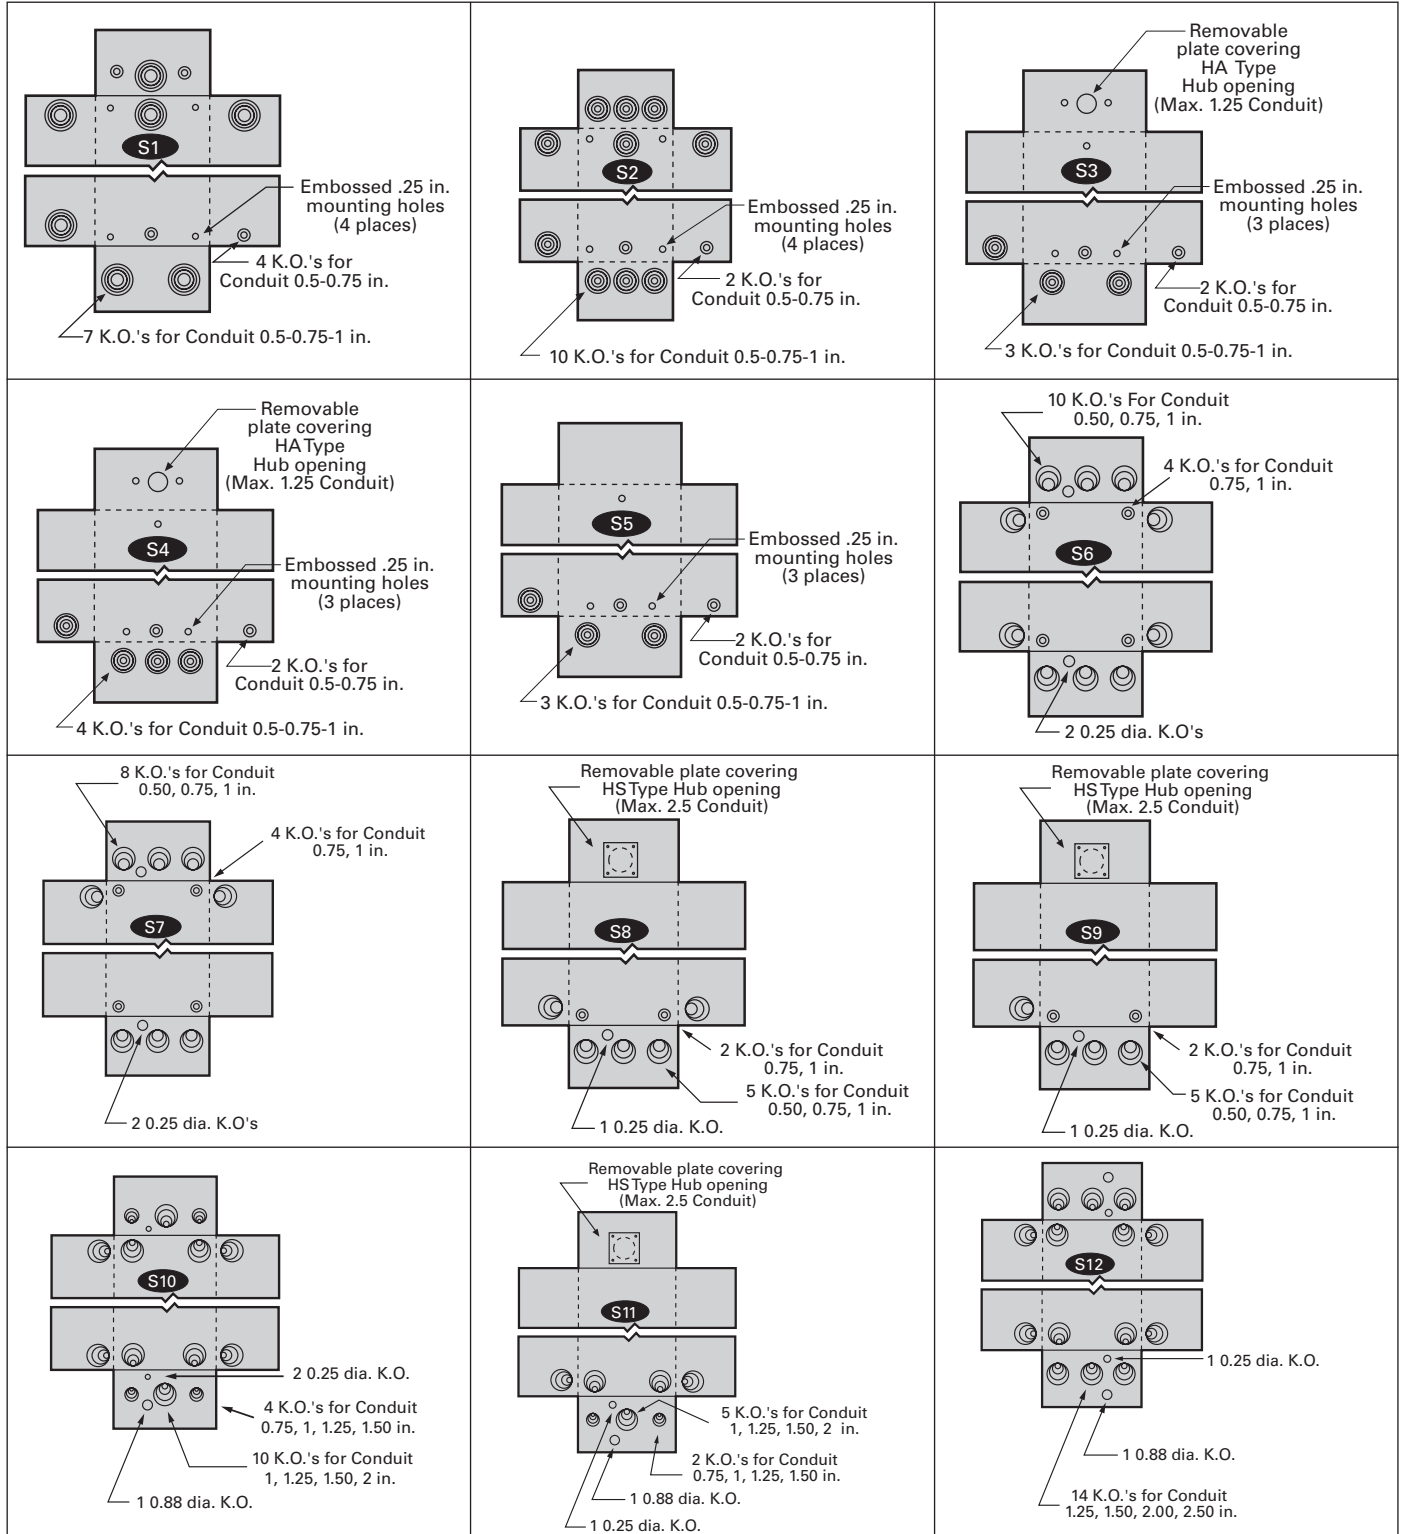 S1
Embossed .25 in.
mounting holes
(4 places)
4 K.O.'s for
Conduit 0.5-0.75 in.
7 K.O.'s for Conduit 0.5-0.75-1 in.
S2
Embossed .25 in.
mounting holes
(4 places)
2 K.O.'s for
Conduit 0.5-0.75 in.
10 K.O.'s for Conduit 0.5-0.75-1 in.
Removable
plate covering
HA Type
Hub opening
(Max. 1.25 Conduit)
S3
Embossed .25 in.
mounting holes
(3 places)
2 K.O.'s for
Conduit 0.5-0.75 in.
3 K.O.'s for Conduit 0.5-0.75-1 in.
Removable
plate covering
HA Type
Hub opening
(Max. 1.25 Conduit)
S4
Embossed .25 in.
mounting holes
(3 places)
2 K.O.'s for
Conduit 0.5-0.75 in.
4 K.O.'s for Conduit 0.5-0.75-1 in.
S5
Embossed .25 in.
mounting holes
(3 places)
2 K.O.'s for
Conduit 0.5-0.75 in.
3 K.O.'s for Conduit 0.5-0.75-1 in.
10 K.O.'s For Conduit
0.50, 0.75, 1 in.
4 K.O.'s for Conduit
0.75, 1 in.
S6
2 0.25 dia. K.O's
8 K.O.'s for Conduit
0.50, 0.75, 1 in.
4 K.O.'s for Conduit
0.75, 1 in.
S7
2 0.25 dia. K.O's
Removable plate covering
HS Type Hub opening
(Max. 2.5 Conduit)
S8
2 K.O.'s for Conduit
0.75, 1 in.
5 K.O.'s for Conduit
0.50, 0.75, 1 in.
1 0.25 dia. K.O.
Removable plate covering
HS Type Hub opening
(Max. 2.5 Conduit)
S9
2 K.O.'s for Conduit
0.75, 1 in.
5 K.O.'s for Conduit
0.50, 0.75, 1 in.
1 0.25 dia. K.O.
S10
2 0.25 dia. K.O.
4 K.O.'s for Conduit
0.75, 1, 1.25, 1.50 in.
10 K.O.'s for Conduit
1, 1.25, 1.50, 2 in.
1 0.88 dia. K.O.
Removable plate covering
HS Type Hub opening
(Max. 2.5 Conduit)
S11
5 K.O.'s for Conduit
1, 1.25, 1.50, 2 in.
2 K.O.'s for Conduit
0.75, 1, 1.25, 1.50 in.
1 0.88 dia. K.O.
1 0.25 dia. K.O.
S12
1 0.25 dia. K.O.
1 0.88 dia. K.O.
14 K.O.'s for Conduit
1.25, 1.50, 2.00, 2.50 in.